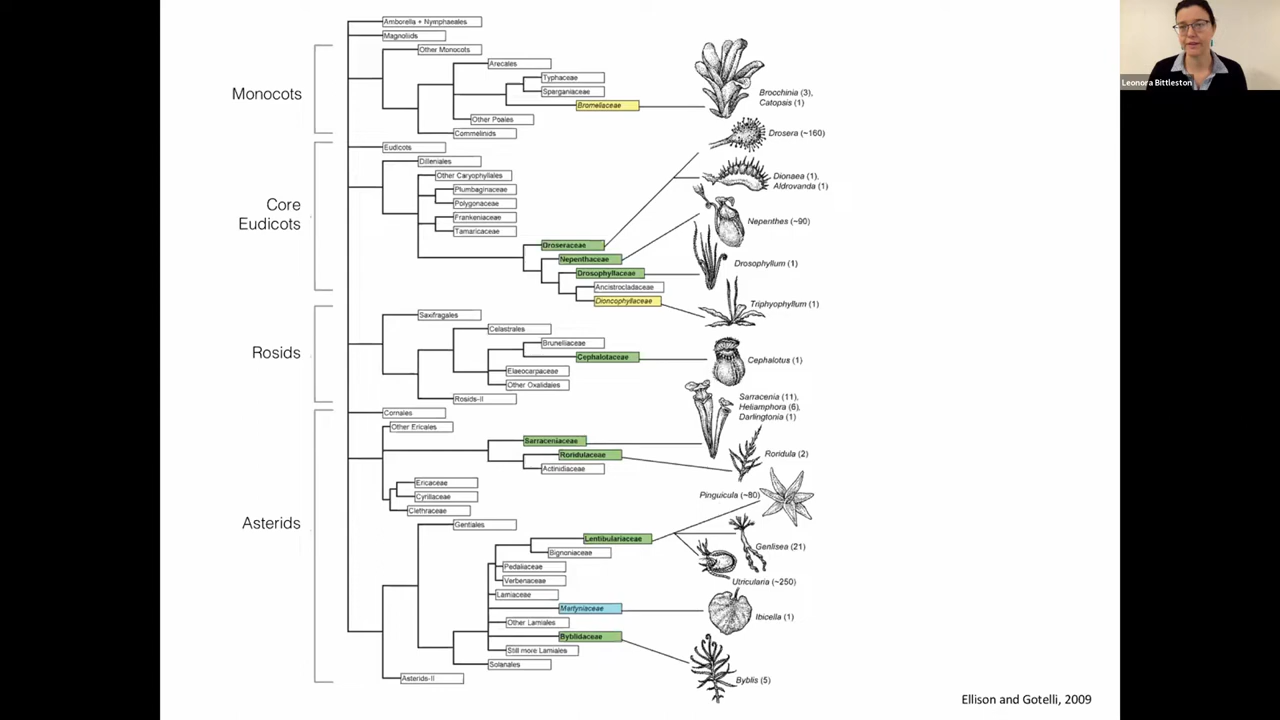 Amborella + Nymphaeales
Magnoliids
Other Monocots
Arecales
Typhaceae
Sparganiaceae
Bromeliaceae
Other Poales
Commelinids
Monocots
Brocchinia (3),
Catopsis (1)
Drosera (~160)
Eudicots
Dilleniales
Other Caryophyllales
Plumbaginaceae
Polygonaceae
Frankeniaceae
Tamaricaceae
Droseraceae
Nepenthaceae
Drosophyllaceae
Ancistrocladaceae
Dioncophyllaceae
Core
Eudicots
Dionaea (1),
Aldrovanda (1)
Nepenthes (~90)
Drosophyllum (1)
Triphyophyllum (1)
Saxifragales
Celastrales
Brunelliaceae
Cephalotaceae
Elaeocarpaceae
Other Oxalidales
Rosids-II
Rosids
Cephalotus (1)
Sarracenia (11),
Heliamphora (6),
Darlingtonia (1)
Cornales
Other Ericales
Sarraceniaceae
Roridulaceae
Actinidiaceae
Roridula (2)
Ericaceae
Cyrillaceae
Clethraceae
Asterids
Pinguicula (~80)
Gentiales
Lentibulariaceae
Bignoniaceae
Pedaliaceae
Verbenaceae
Lamiaceae
Martyniaceae
Other Lamiales
Byblidaceae
Still more Lamiales
Solanales
Asterids-II
Genlisea (21)
Utricularia (~250)
Ibicella (1)
Byblis (5)
Ellison and Gotelli, 2009
Leonora Bittleston